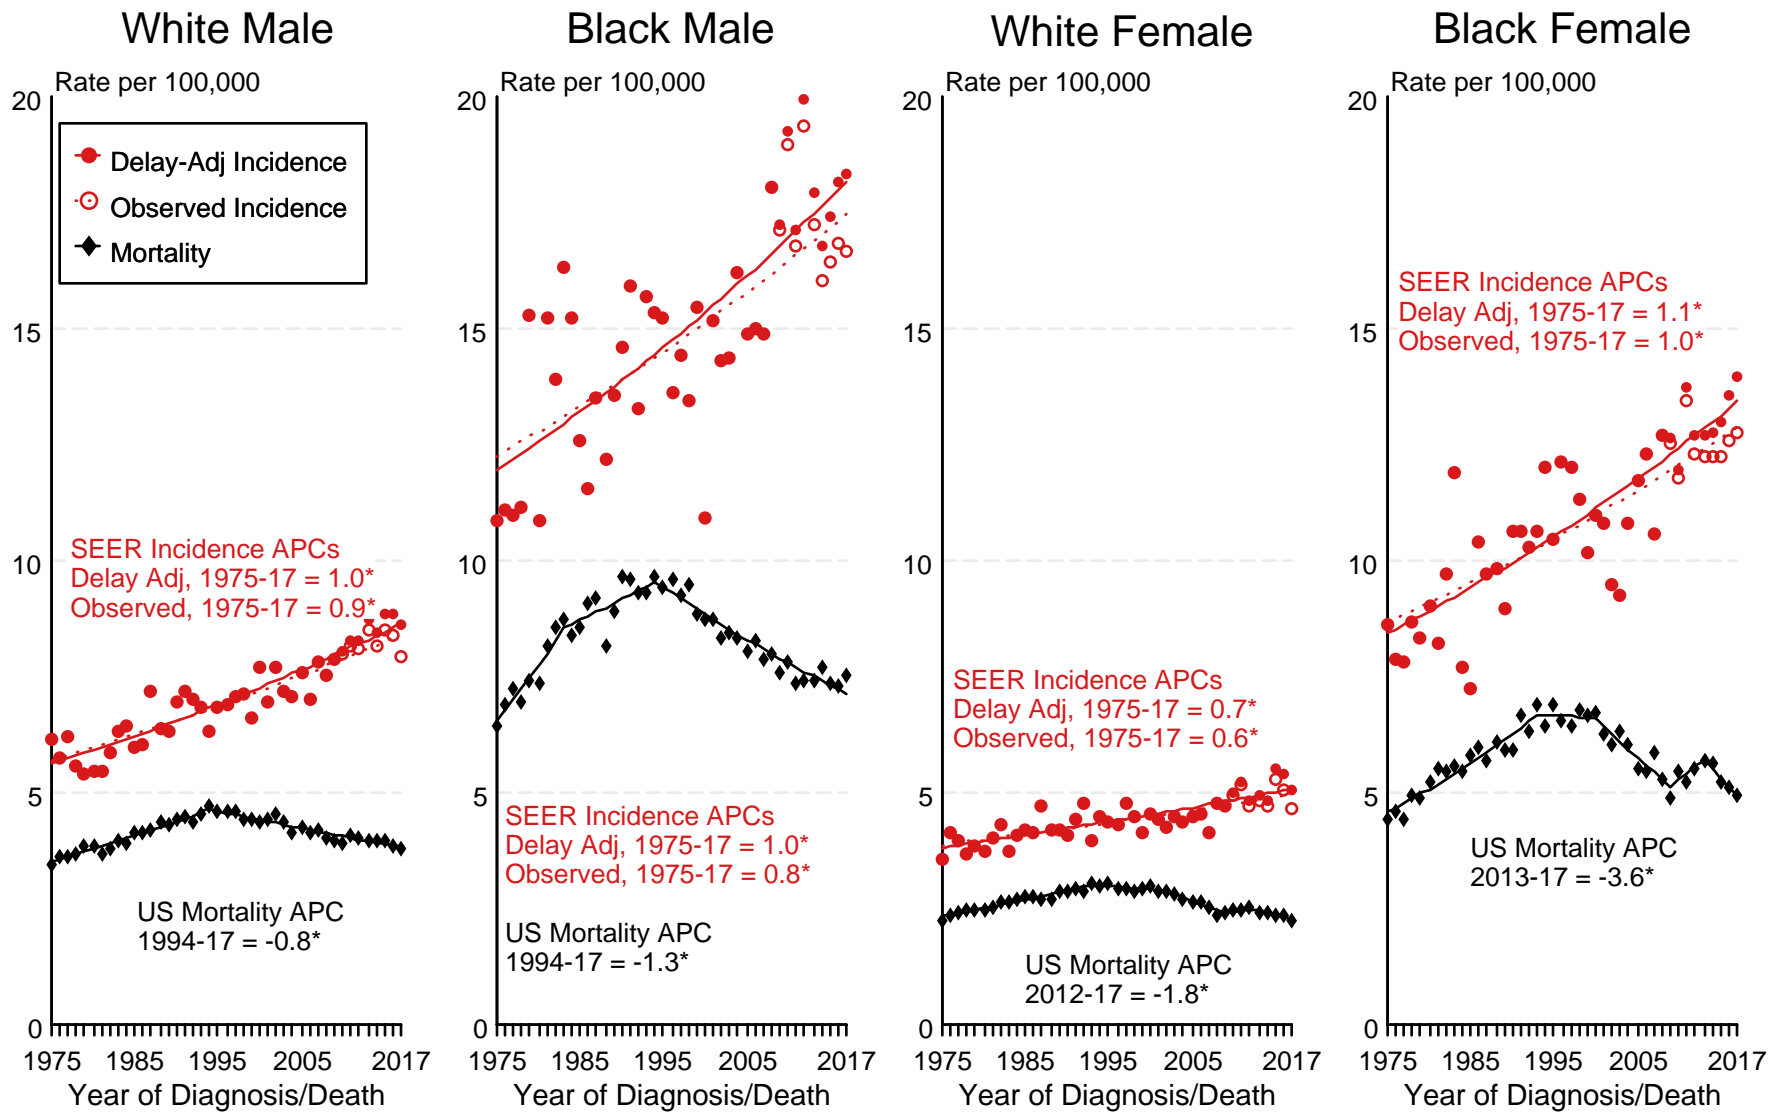 White Male
Rate per 100,000
20
Delay-Adj Incidence
Observed Incidence
Mortality
15
SEER Incidence APCs
10
Delay Adj, 1975-17 = 1.0*
Observed, 1975-17 = 0.9*
5
US Mortality APC
1994-17 = -0.8*
0
1975 1985 1995 2005 2017
Year of Diagnosis/Death
Black Male
Rate per 100,000
20
15
10
5
SEER Incidence APCs
Delay Adj, 1975-17 = 1.0*
Observed, 1975-17 = 0.8*
US Mortality APC
1994-17 = -1.3*
0
1975 1985 1995 2005 2017
Year of Diagnosis/Death
White Female
Rate per 100,000
20
15
10
SEER Incidence APCs
Delay Adj, 1975-17 = 0.7*
Observed, 1975-17 = 0.6*
5
US Mortality APC
2012-17 = -1.8*
0
1975 1985 1995 2005 2017
Year of Diagnosis/Death
Black Female
Rate per 100,000
20
SEER Incidence APCs
Delay Adj, 1975-17 = 1.1*
15
Observed, 1975-17 = 1.0*
10
5
US Mortality APC
2013-17 = -3.6*
0
1975 1985 1995 2005 2017
Year of Diagnosis/Death